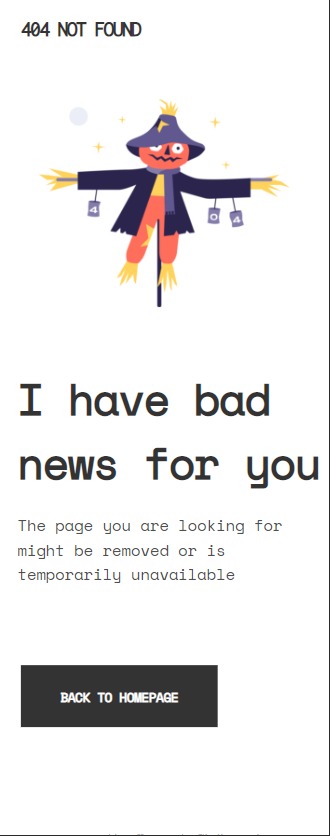 404 NOT FOUND
4
0 4
I have bad
news for you
The page you are looking for
might be removed or is
temporarily unavailable
BACK TO HOMEPAGE